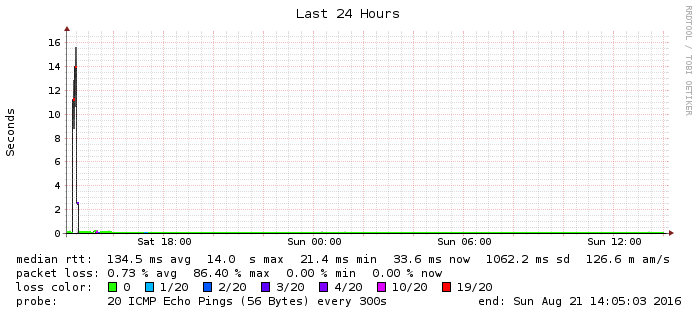 Last 24 Hours
RRDTOOL / TOBI OETIKER
Seconds
16
14
12
10
8
6
4
2
0
Sat 18:00 Sun 00:00 Sun 06:00 Sun 12:00
median rtt: 134.5 ms avg 14.0 s max 21.4 ms min 33.6 ms now 1062.2 ms sd 126.6 m am/s
packet loss: 0.73 % avg 86.40 % max 0.00 % min 0.00 % now
loss color: 0 1/20 2/20 3/20 4/20 10/20 19/20
probe: 20 ICMP Echo Pings (56 Bytes) every 300s end: Sun Aug 21 14:05:03 2016